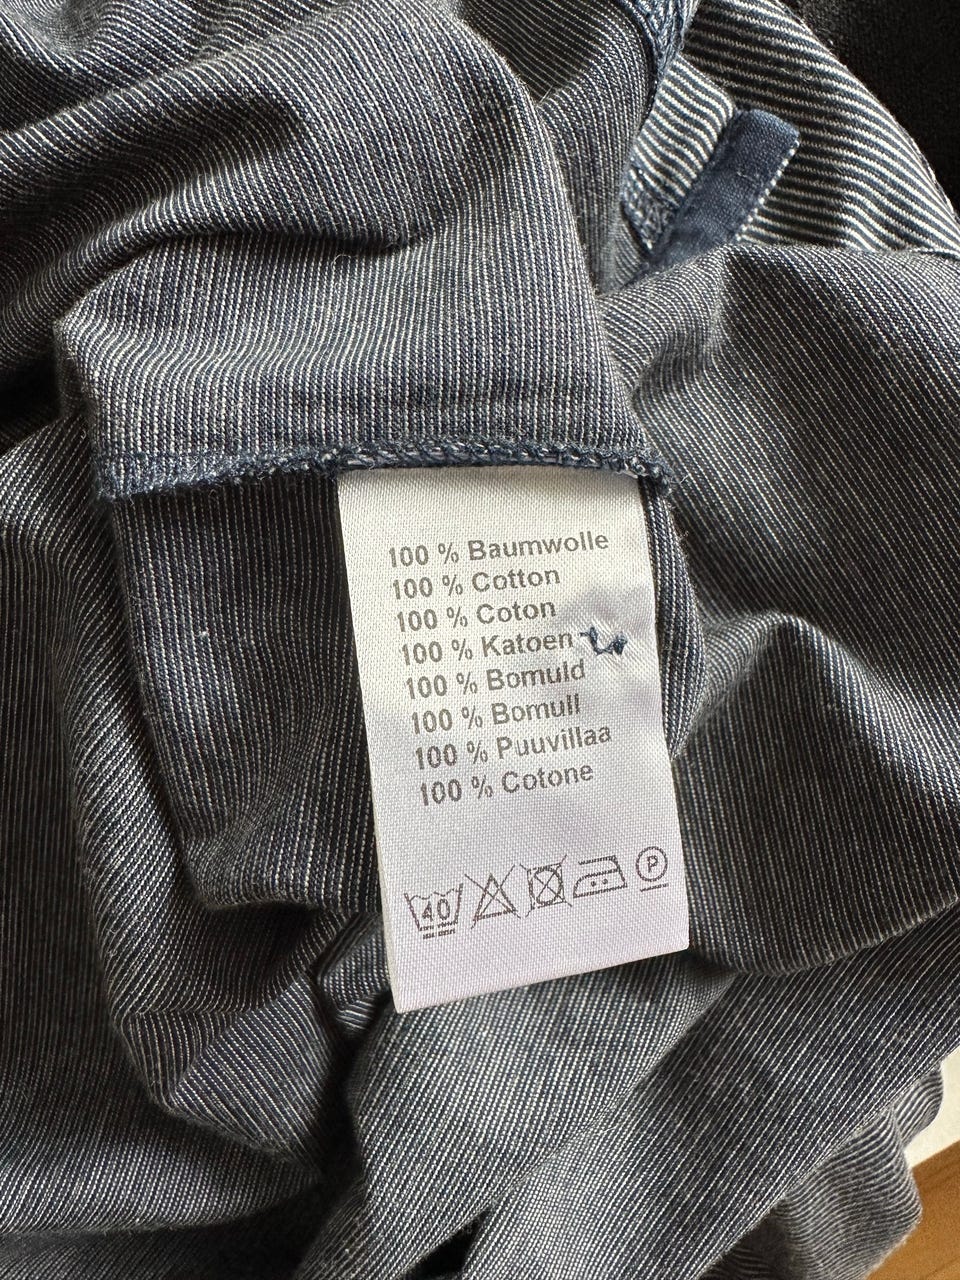 100 % Baumwolle
100 % Cotton
100 % Coton
100 % Katoen
100 % Bomuld
100 % Bomull
100 % Puuvillaa
100 % Cotone
40 P